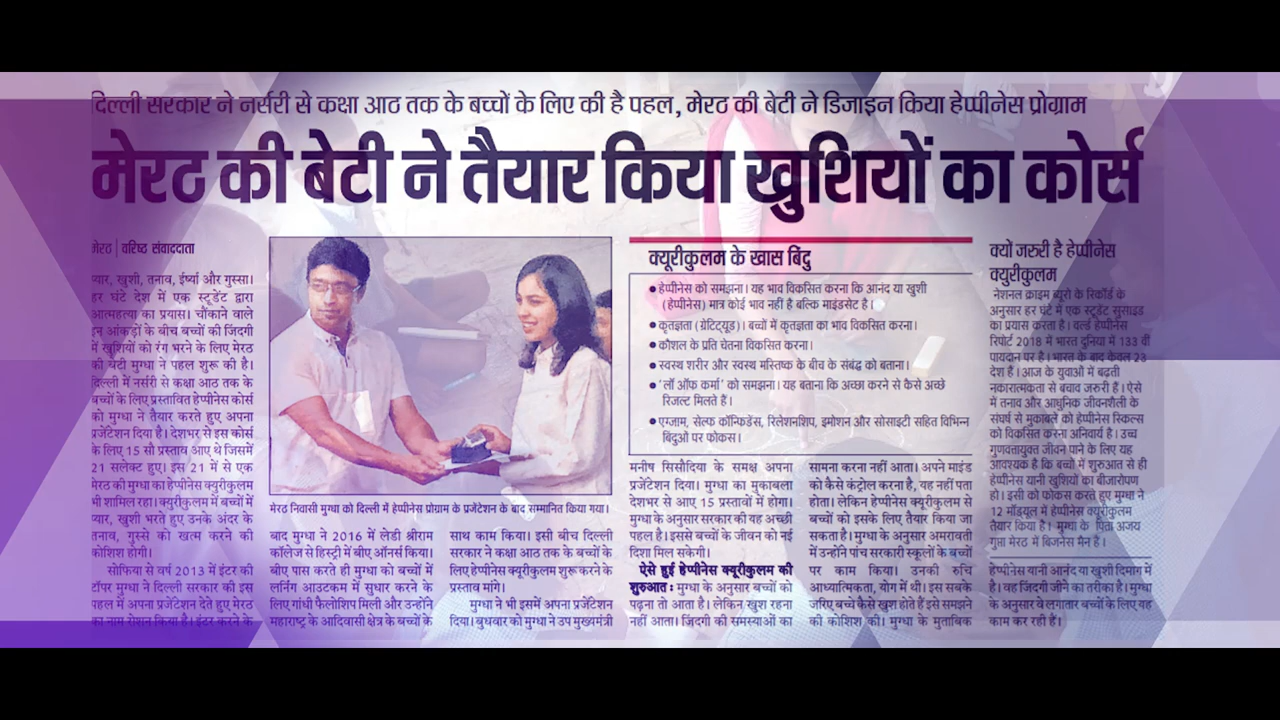 दिल्ली सरकार ने नर्सरी से कक्षा आठ तक के बच्चों के लिए की है पहल, मेरठ की बेटी ने डिजाइन किया हेप्पीनेस प्रोग्राम
मेरठ की बेटी ने तैयार किया खुशियों का कोर्स
मेरठ | वरिष्ठ संवाददाता
प्यार, खुशी, तनाव, ईर्ष्या और गुस्सा।
हर घंटे देश में एक स्टूडेंट द्वारा
आत्महत्या का प्रयास। चौंकाने वाले
इन आंकड़ों के बीच बच्चों की जिंदगी
में खुशियों को रंग भरने के लिए मेरठ
की बेटी मुग्धा ने पहल शुरू की है।
दिल्ली में नर्सरी से कक्षा आठ तक के
बच्चों के लिए प्रस्तावित हेप्पीनेस कोर्स
को मुग्धा ने तैयार करते हुए अपना
प्रजेंटेशन दिया है। देशभर से इस कोर्स
के लिए 15 सौ प्रस्ताव आए थे जिसमें
21 सलेक्ट हुए। इस 21 में से एक
मेरठ की मुग्धा का हेप्पीनेस क्यूरीकुलम
भी शामिल रहा। क्यूरीकुलम में बच्चों में
प्यार, खुशी भरते हुए उनके अंदर के
तनाव, गुस्से को खत्म करने की
कोशिश होगी।
सोफिया से वर्ष 2013 में इंटर की
टॉपर मुग्धा ने दिल्ली सरकार की इस
पहल में अपना प्रजेंटेशन देते हुए मेरठ
का नाम रोशन किया है। इंटर करने के
मेरठ निवासी मुग्धा को दिल्ली में हेप्पीनेस प्रोग्राम के प्रजेंटेशन के बाद सम्मानित किया गया।
बाद मुग्धा ने 2016 में लेडी श्रीराम
कॉलेज से हिस्ट्री में बीए ऑनर्स किया।
बीए पास करते ही मुग्धा को बच्चों में
लर्निंग आउटकम में सुधार करने के
लिए गांधी फैलोशिप मिली और उन्होंने
महाराष्ट्र के आदिवासी क्षेत्र के बच्चों के
साथ काम किया। इसी बीच दिल्ली
सरकार ने कक्षा आठ तक के बच्चों के
लिए हेप्पीनेस क्यूरीकुलम शुरू करने के
प्रस्ताव मांगे।
मुग्धा ने भी इसमें अपना प्रजेंटेशन
दिया। बुधवार को मुग्धा ने उप मुख्यमंत्री
क्यूरीकुलम के खास बिंदु
● हेप्पीनेस को समझना। यह भाव विकसित करना कि आनंद या खुशी
(हेप्पीनेस) मात्र कोई भाव नहीं है बल्कि माइंडसेट है।
● कृतज्ञता (ग्रेटिट्यूड)। बच्चों में कृतज्ञता का भाव विकसित करना।
● कौशल के प्रति चेतना विकसित करना।
● स्वस्थ शरीर और स्वस्थ मस्तिष्क के बीच के संबंध को बताना।
● 'लॉ ऑफ कर्मा' को समझना। यह बताना कि अच्छा करने से कैसे अच्छे
रिजल्ट मिलते हैं।
● एग्जाम, सेल्फ कॉन्फिडेंस, रिलेशनशिप, इमोशन और सोसाइटी सहित विभिन्न
बिंदुओं पर फोकस।
मनीष सिसौदिया के समक्ष अपना
प्रजेंटेशन दिया। मुग्धा का मुकाबला
देशभर से आए 15 प्रस्तावों में होगा।
मुग्धा के अनुसार सरकार की यह अच्छी
पहल है। इससे बच्चों के जीवन को नई
दिशा मिल सकेगी।
ऐसे हुई हेप्पीनेस क्यूरीकुलम की
शुरुआत : मुग्धा के अनुसार बच्चों को
पढ़ना तो आता है। लेकिन खुश रहना
नहीं आता। जिंदगी की समस्याओं का
सामना करना नहीं आता। अपने माइंड
को कैसे कंट्रोल करना है, यह नहीं पता
होता। लेकिन हेप्पीनेस क्यूरीकुलम से
बच्चों को इसके लिए तैयार किया जा
सकता है। मुग्धा के अनुसार अमरावती
में उन्होंने पांच सरकारी स्कूलों के बच्चों
पर काम किया। उनकी रुचि
आध्यात्मिकता, योग में थी। इस सबके
जरिए बच्चे कैसे खुश होते हैं इसे समझने
की कोशिश की। मुग्धा के मुताबिक
क्यों जरुरी है हेप्पीनेस
क्यूरीकुलम
नेशनल क्राइम ब्यूरो के रिकॉर्ड के
अनुसार हर घंटे में एक स्टूडेंट सुसाइड
का प्रयास करता है। वर्ल्ड हेप्पीनेस
रिपोर्ट 2018 में भारत दुनिया में 133 वीं
पायदान पर है। भारत के बाद केवल 23
देश हैं। आज के युवाओं में बढ़ती
नकारात्मकता से बचाव जरुरी हैं। ऐसे
में तनाव और आधुनिक जीवनशैली के
संघर्ष से मुकाबले को हेप्पीनेस स्किल्स
को विकसित करना अनिवार्य है। उच्च
गुणवतायुक्त जीवन पाने के लिए यह
आवश्यक है कि बच्चों में शुरुआत से ही
हेप्पीनेस यानी खुशियों का बीजारोपण
हो। इसी को फोकस करते हुए मुग्धा ने
12 मॉडयूल में हेप्पीनेस क्यूरीकुलम
तैयार किया है। मुग्धा के पिता अजय
गुप्ता मेरठ में बिजनेस मैन हैं।
हेप्पीनेस यानी आनंद या खुशी दिमाग में
है। वह जिंदगी जीने का तरीका है। मुग्धा
के अनुसार वे लगातार बच्चों के लिए यह
काम कर रही हैं।